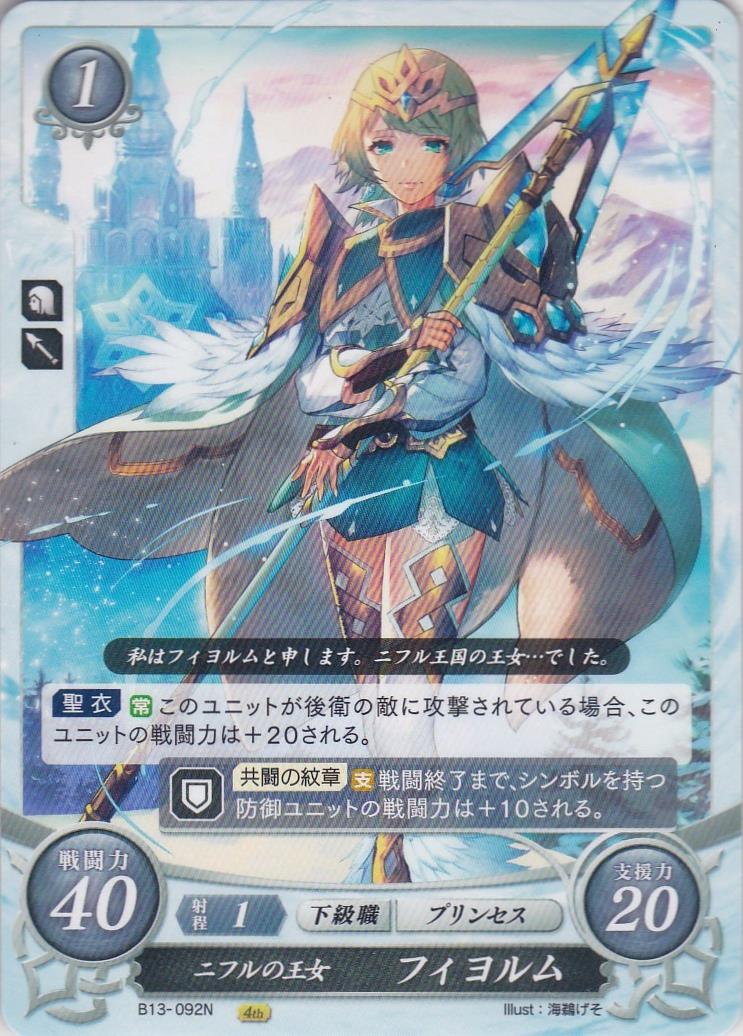 1
私はフィヨルムと申します。ニフル王国の王女…でした。
聖衣 常 このユニットが後衛の敵に攻撃されている場合、この
ユニットの戦闘力は＋20される。
共闘の紋章 支 戦闘終了まで、シンボルを持つ
防御ユニットの戦闘力は＋10される。
戦闘力
40
射程 1 下級職 プリンセス
支援力
20
ニフルの王女 フィヨルム
B13-092N 4th Illust：海鵜げそ